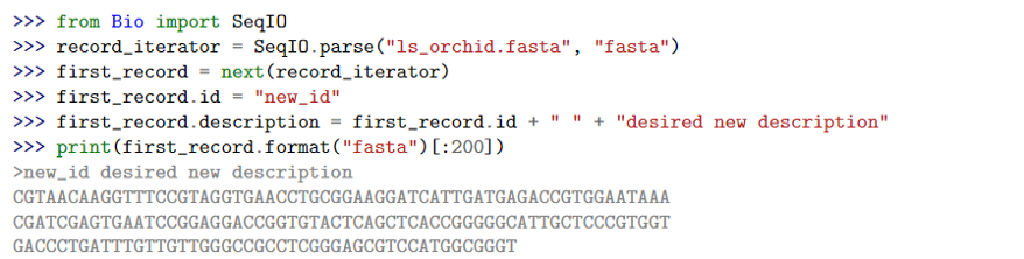 >>> from Bio import SeqIO
>>> record_iterator = SeqIO.parse("ls_orchid.fasta", "fasta")
>>> first_record = next(record_iterator)
>>> first_record.id = "new_id"
>>> first_record.description = first_record.id + " " + "desired new description"
>>> print(first_record.format("fasta")[:200])
>new_id desired new description
CGTAACAAGGTTTCCGTAGGTGAACCTGCGGAAGGATCATTGATGAGACCGTGGAATAAA
CGATCGAGTGAATCCGGAGGACCGGTGTACTCAGCTCACCGGGGGCATTGCTCCCGTGGT
GACCCTGATTTGTTGTTGGGCCGCCTCGGGAGCGTCCATGGCGGGT